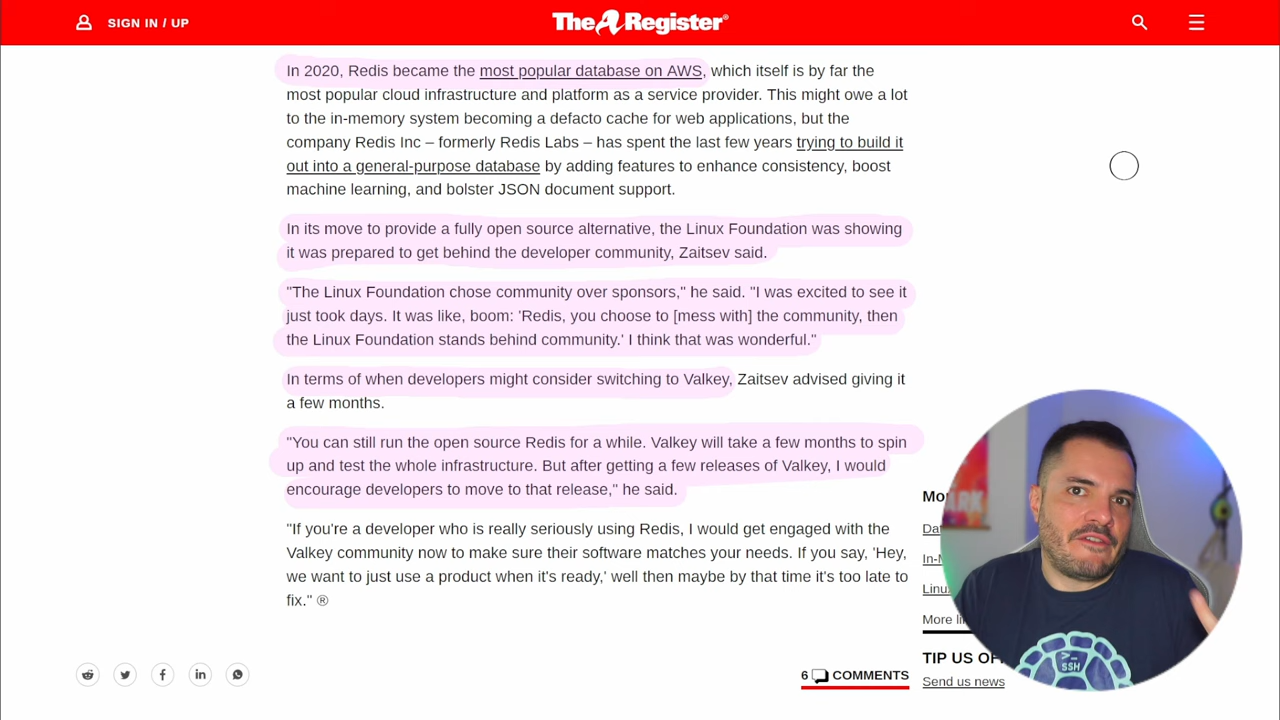 SIGN IN / UP
The Register®
In 2020, Redis became the most popular database on AWS, which itself is by far the
most popular cloud infrastructure and platform as a service provider. This might owe a lot
to the in-memory system becoming a defacto cache for web applications, but the
company Redis Inc – formerly Redis Labs – has spent the last few years trying to build it
out into a general-purpose database by adding features to enhance consistency, boost
machine learning, and bolster JSON document support.
In its move to provide a fully open source alternative, the Linux Foundation was showing
it was prepared to get behind the developer community, Zaitsev said.
"The Linux Foundation chose community over sponsors," he said. "I was excited to see it
just took days. It was like, boom: 'Redis, you choose to [mess with] the community, then
the Linux Foundation stands behind community.' I think that was wonderful."
In terms of when developers might consider switching to Valkey, Zaitsev advised giving it
a few months.
"You can still run the open source Redis for a while. Valkey will take a few months to spin
up and test the whole infrastructure. But after getting a few releases of Valkey, I would
encourage developers to move to that release," he said.
"If you're a developer who is really seriously using Redis, I would get engaged with the
Valkey community now to make sure their software matches your needs. If you say, 'Hey,
we want to just use a product when it's ready,' well then maybe by that time it's too late to
fix." ®
6 COMMENTS
More
TIP US
Send us news
>_
SSH